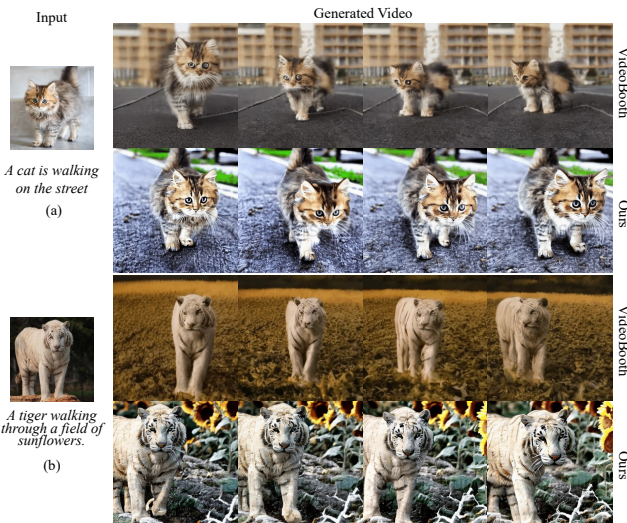 Input
Generated Video
VideoBooth
A cat is walking
on the street
(a)
Ours
VideoBooth
A tiger walking
through a field of
sunflowers.
(b)
Ours